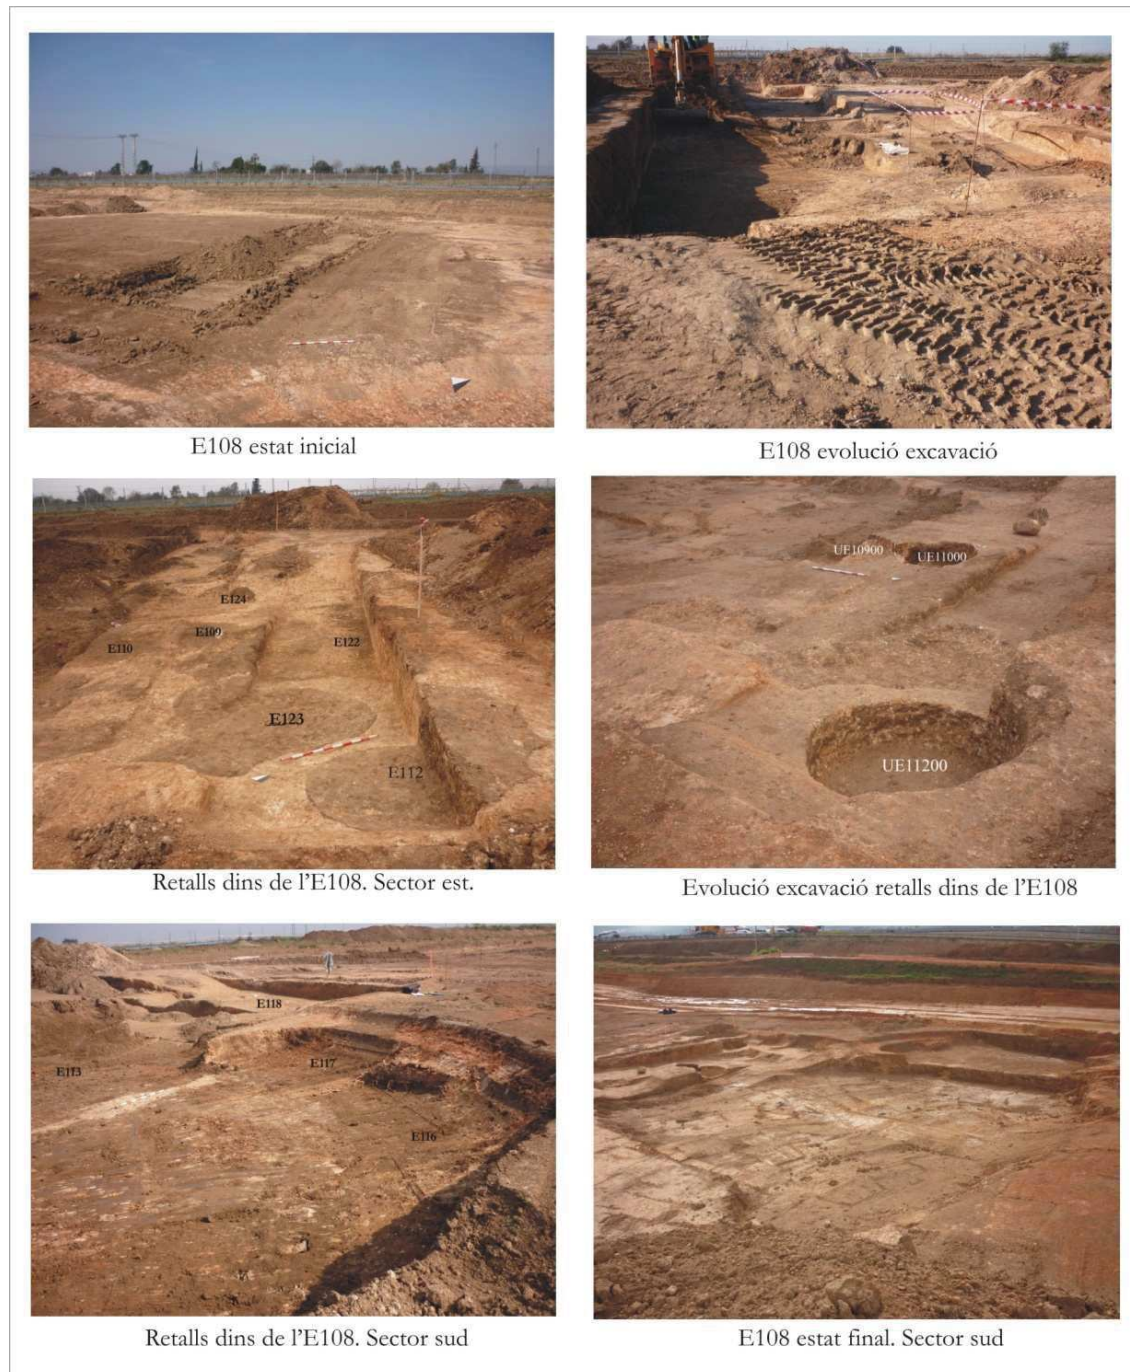 E108 estat inicial
E108 evolució excavació
E124
E109
E110
E122
E123
E112
Retalls dins de l'E108. Sector est.
UE10900
UE11000
UE11200
Evolució excavació retalls dins de l'E108
E118
E117
E113
E116
Retalls dins de l'E108. Sector sud
E108 estat final. Sector sud